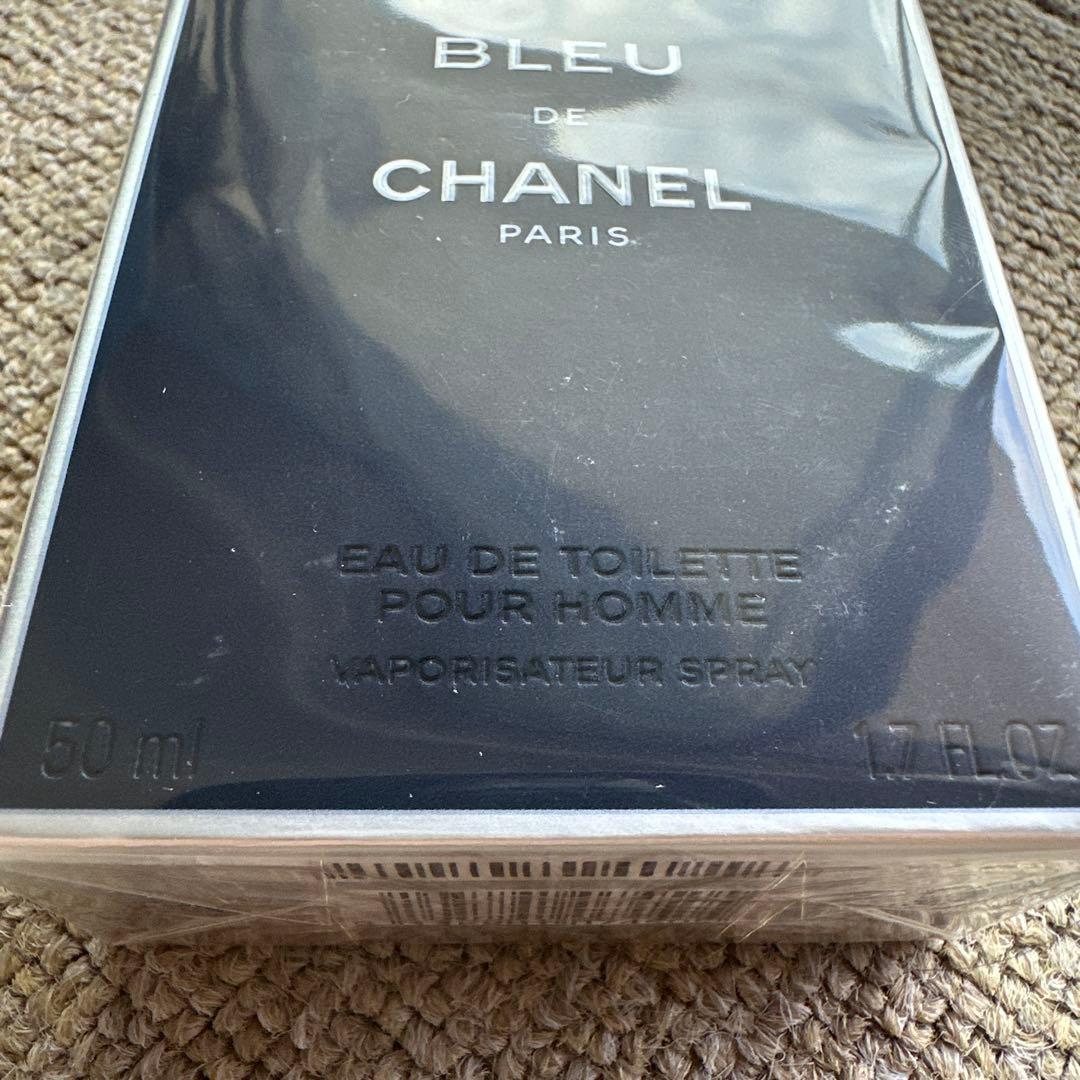 BLEU
DE
CHANEL
PARIS
EAU DE TOILETTE
POUR HOMME
VAPORISATEUR SPRAY
50 ml
1.7 FL.OZ